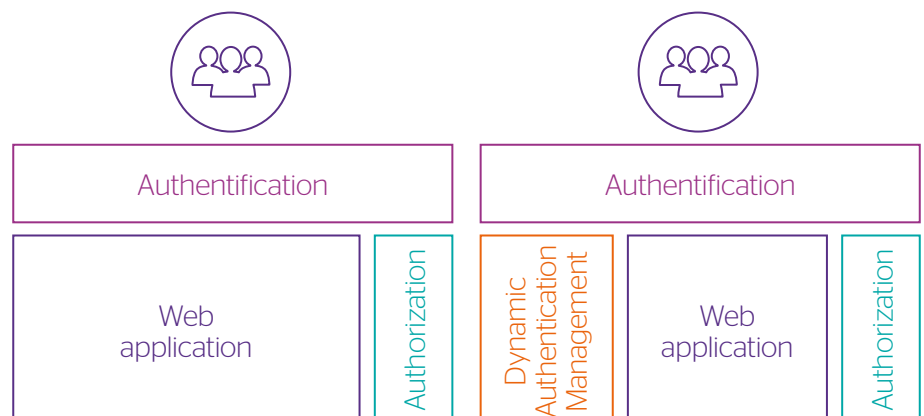 Authentification
Web
application
Authorization
Authentification
Dynamic
Authentication
Management
Web
application
Authorization